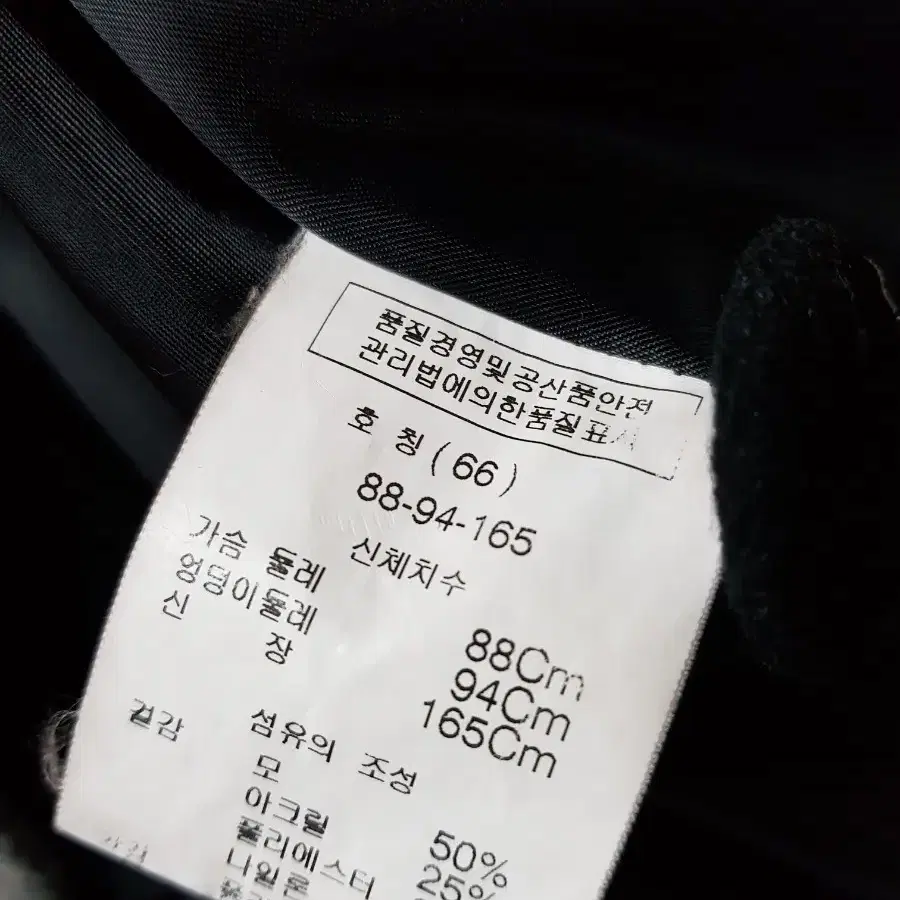 품질경영및공산품안전
관리법에의한품질표시
호 칭 (66)
88-94-165
신체치수
가슴 둘레 88Cm
엉덩이둘레 94Cm
신 장 165Cm
섬유의 조성
겉감 모 50%
아크릴 25%
폴리에스터
나일론